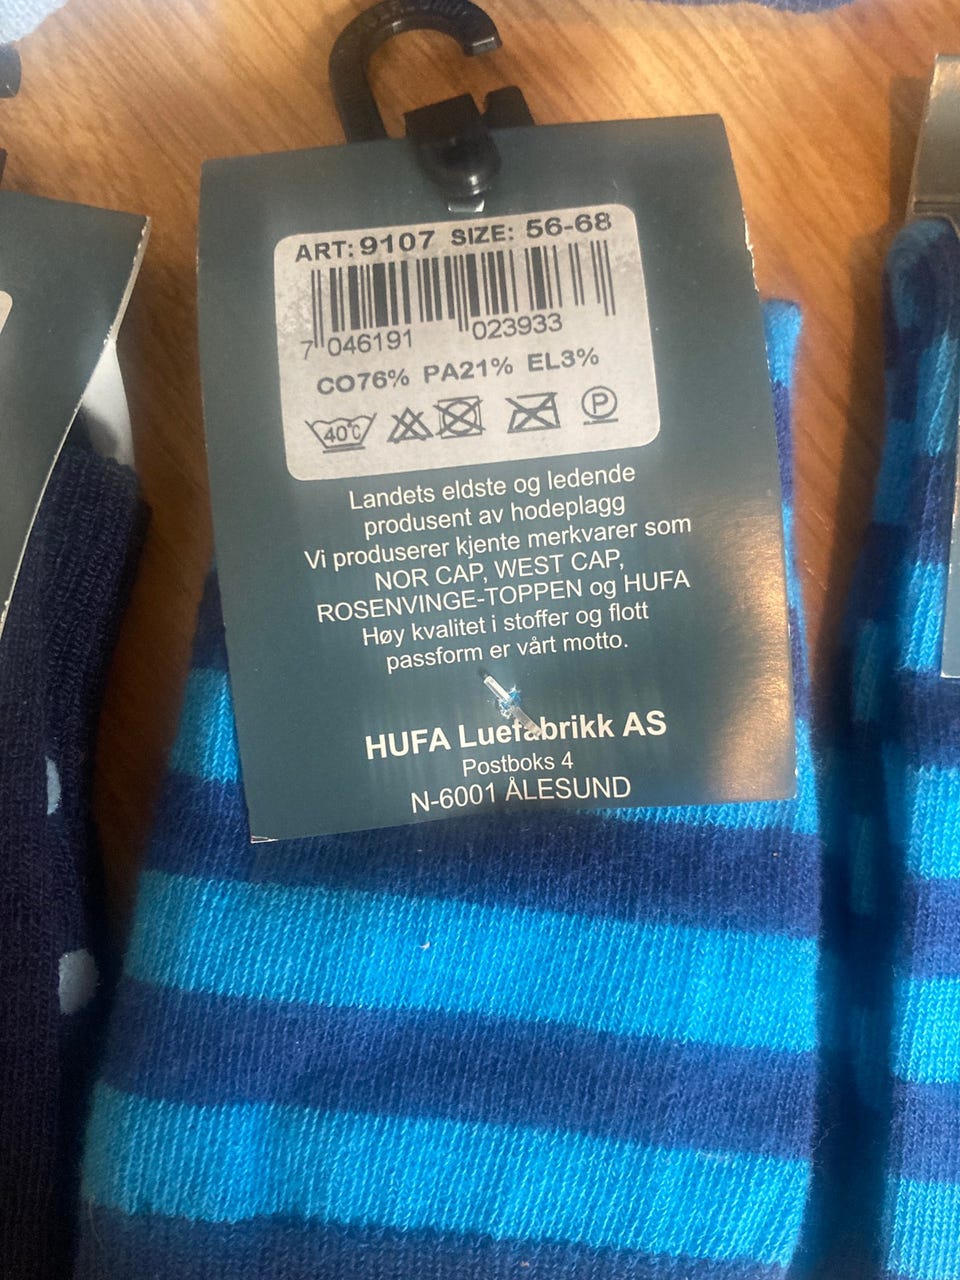 ART: 9107 SIZE: 56-68
7 046191 023933
CO76% PA21% EL3%
40°C P
Landets eldste og ledende
produsent av hodeplagg
Vi produserer kjente merkvarer som
NOR CAP, WEST CAP,
ROSENVINGE-TOPPEN og HUFA
Høy kvalitet i stoffer og flott
passform er vårt motto.
HUFA Luefabrikk AS
Postboks 4
N-6001 ÅLESUND